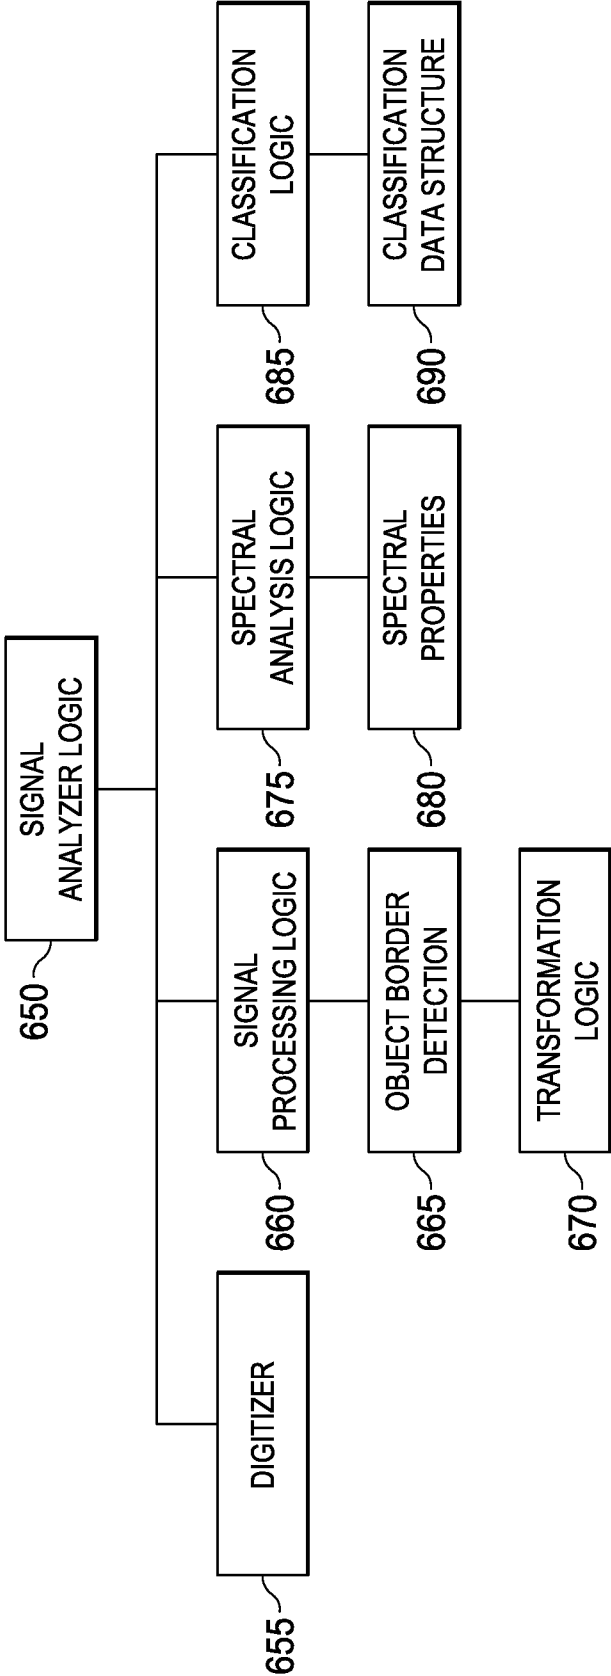 SIGNAL
ANALYZER LOGIC
650
DIGITIZER
655
SIGNAL
PROCESSING LOGIC
660
OBJECT BORDER
DETECTION
665
TRANSFORMATION
LOGIC
670
SPECTRAL
ANALYSIS LOGIC
675
SPECTRAL
PROPERTIES
680
CLASSIFICATION
LOGIC
685
CLASSIFICATION
DATA STRUCTURE
690